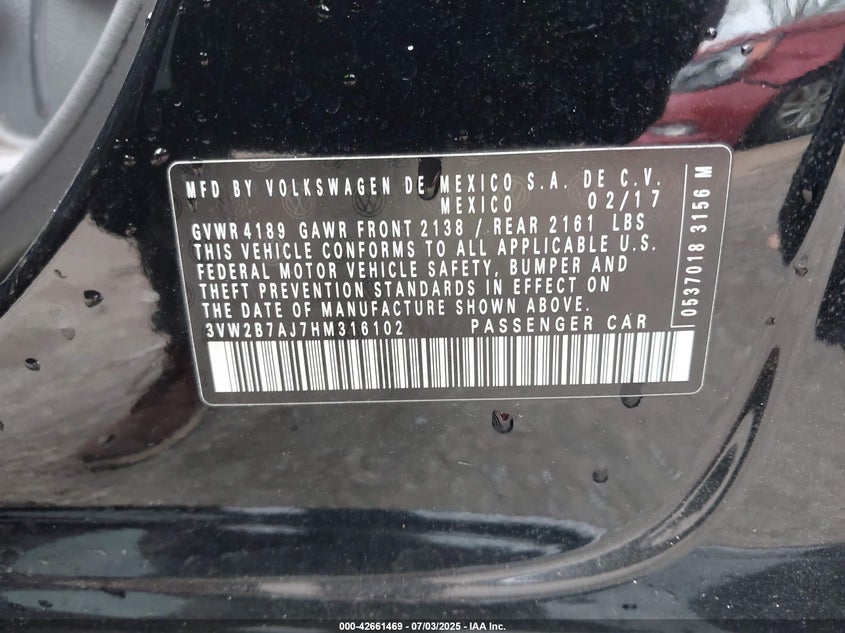 MFD BY VOLKSWAGEN DE MEXICO S.A. DE C.V.
MEXICO 02/17
GVWR 4189 GAWR FRONT 2138 / REAR 2161 LBS
THIS VEHICLE CONFORMS TO ALL APPLICABLE U.S.
FEDERAL MOTOR VEHICLE SAFETY, BUMPER AND
THEFT PREVENTION STANDARDS IN EFFECT ON
THE DATE OF MANUFACTURE SHOWN ABOVE.
3VW2B7AJ7HM316102 PASSENGER CAR
0537018 3156 M
000-42661469 - 07/03/2025 - IAA Inc.